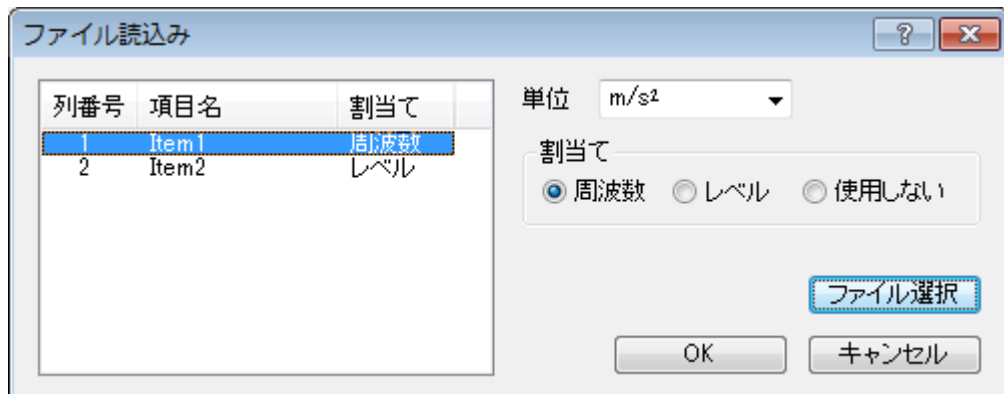 ファイル読込み
列番号 項目名 割当て
1 Item1 周波数
2 Item2 レベル
単位 m/s²
割当て
周波数 レベル 使用しない
ファイル選択
OK キャンセル